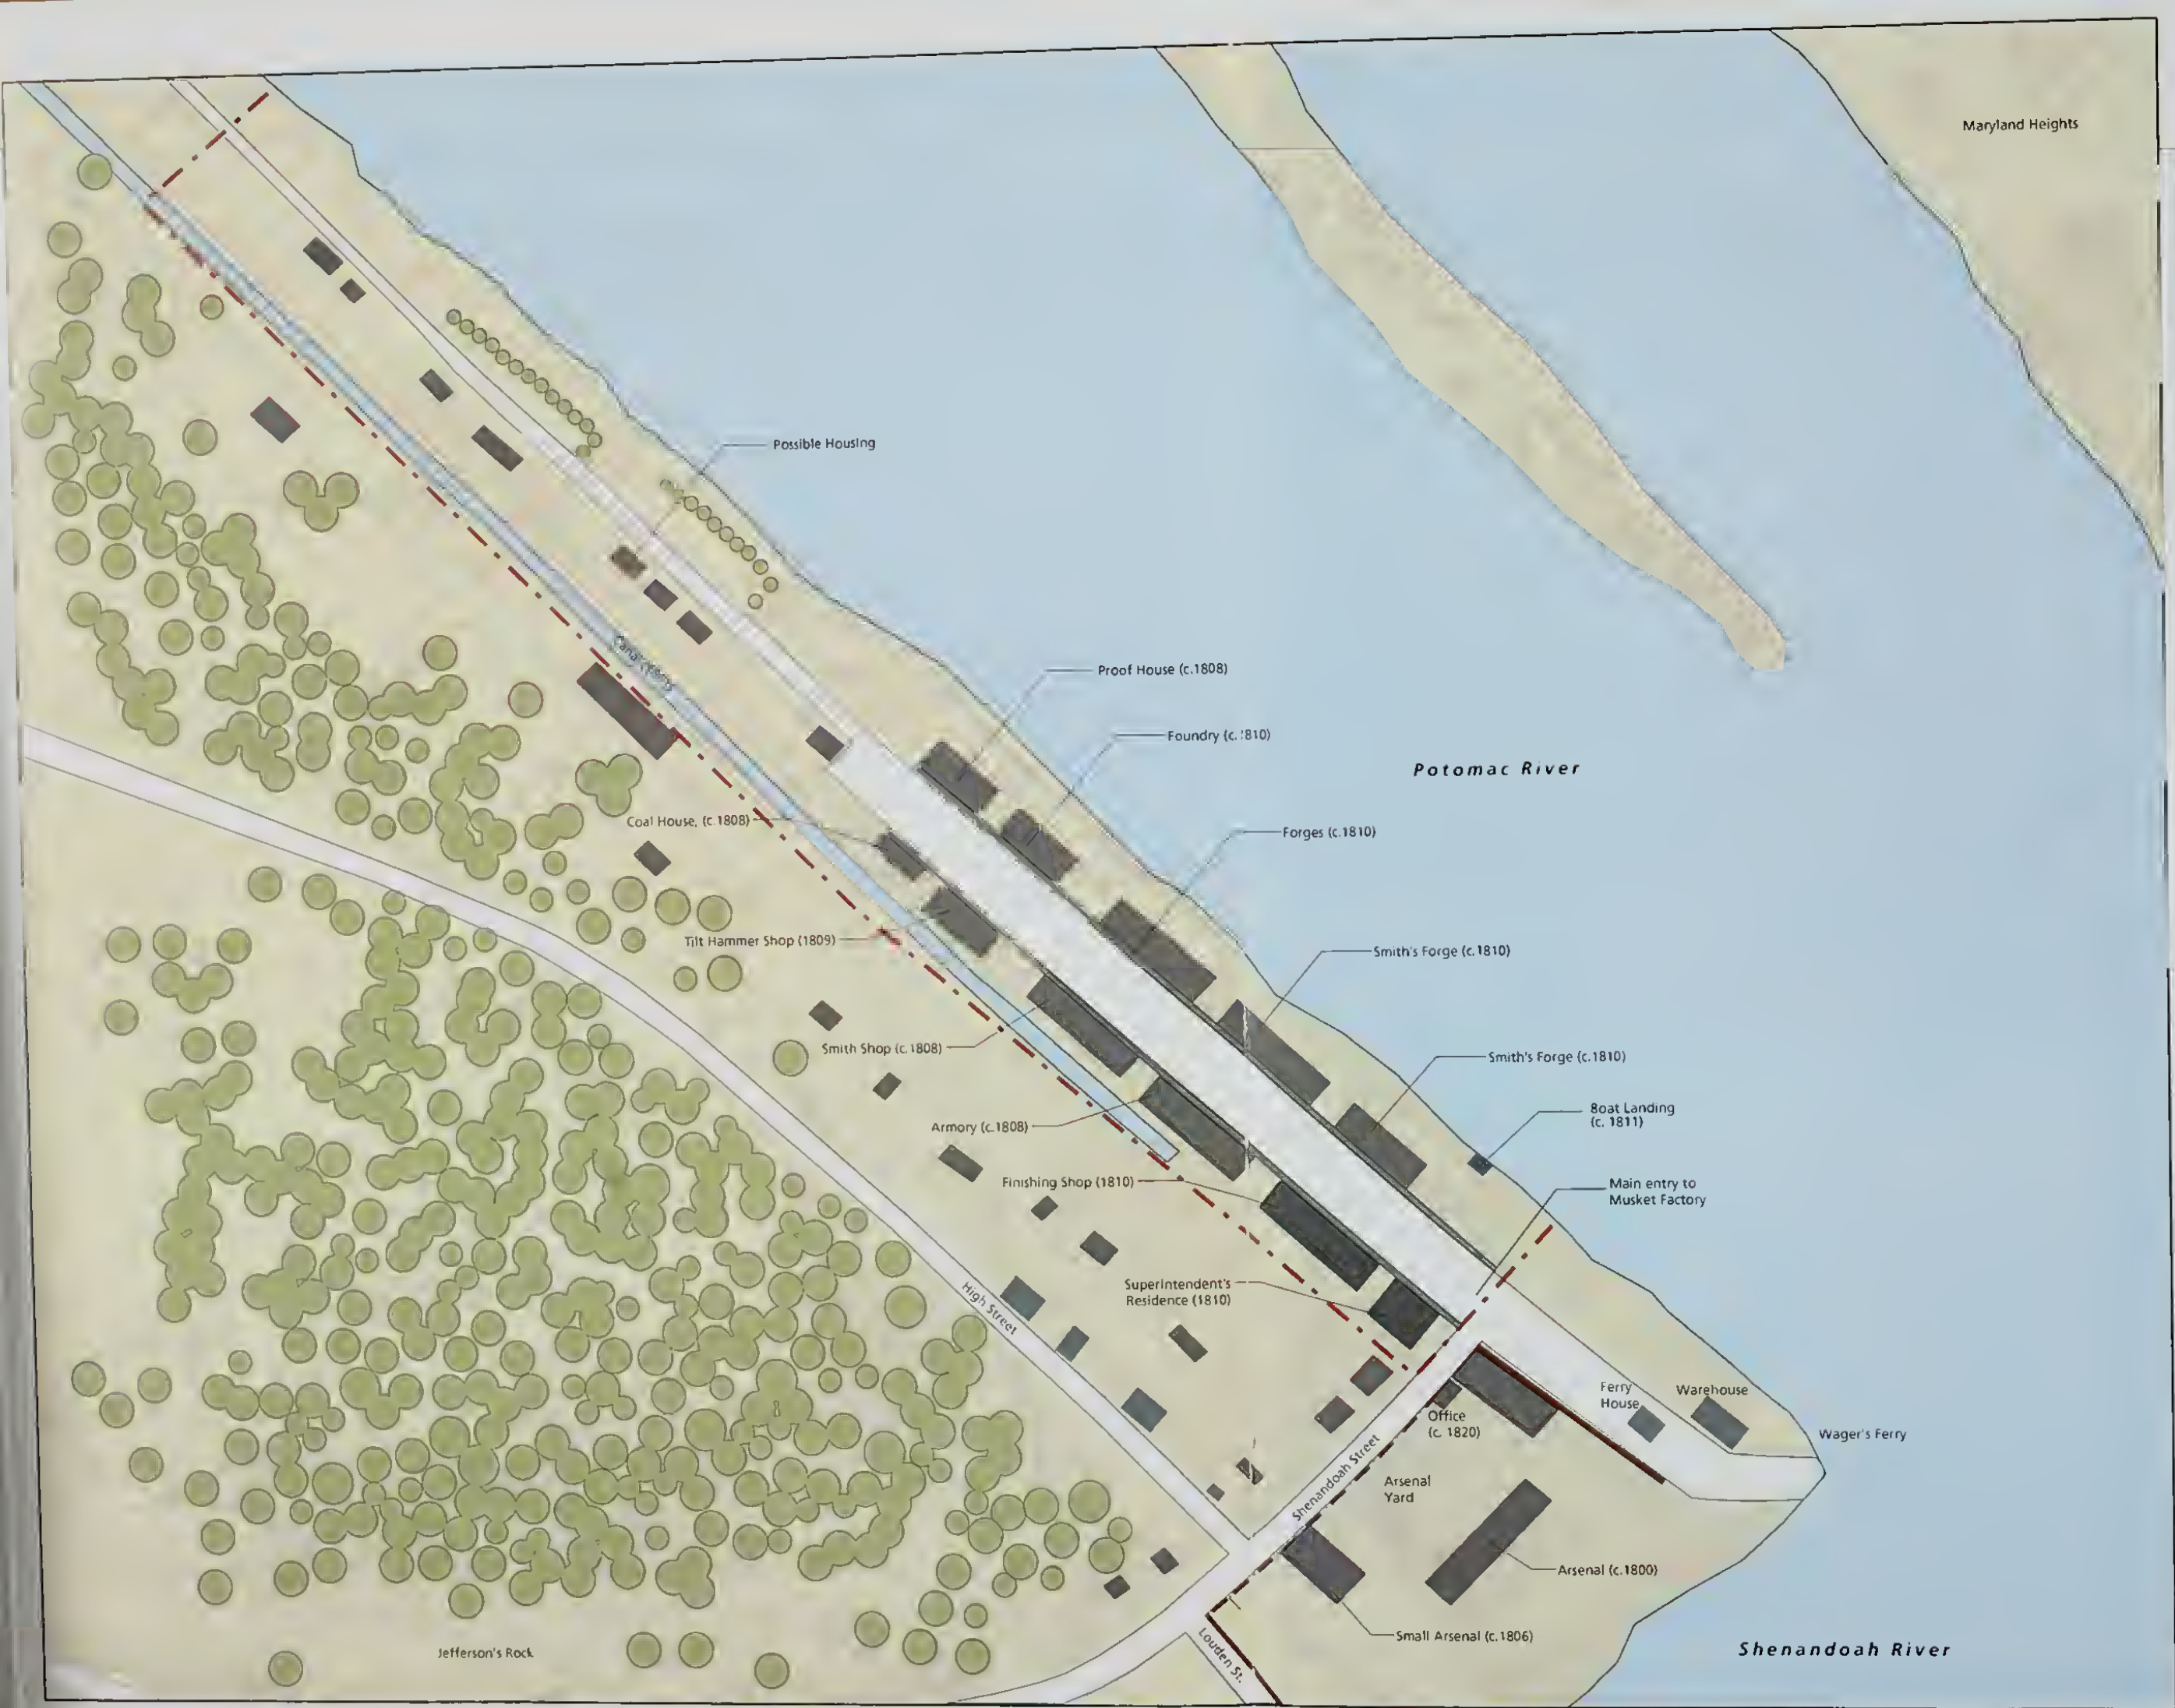 Maryland Heights
Possible Housing
Proof House (c.1808)
Foundry (c. 1810)
Potomac River
Coal House, (c.1808)
Forges (c.1810)
Tilt Hammer Shop (1809)
Smith's Forge (c.1810)
Smith Shop (c.1808)
Smith's Forge (c.1810)
Boat Landing
(c. 1811)
Armory (c.1808)
Finishing Shop (1810)
Main entry to
Musket Factory
Superintendent's
Residence (1810)
High Street
Ferry
House
Warehouse
Office
(c. 1820)
Wager's Ferry
Shenandoah Street
Arsenal
Yard
Arsenal (c.1800)
Small Arsenal (c.1806)
Louden St.
Jefferson's Rock
Shenandoah River
Canal